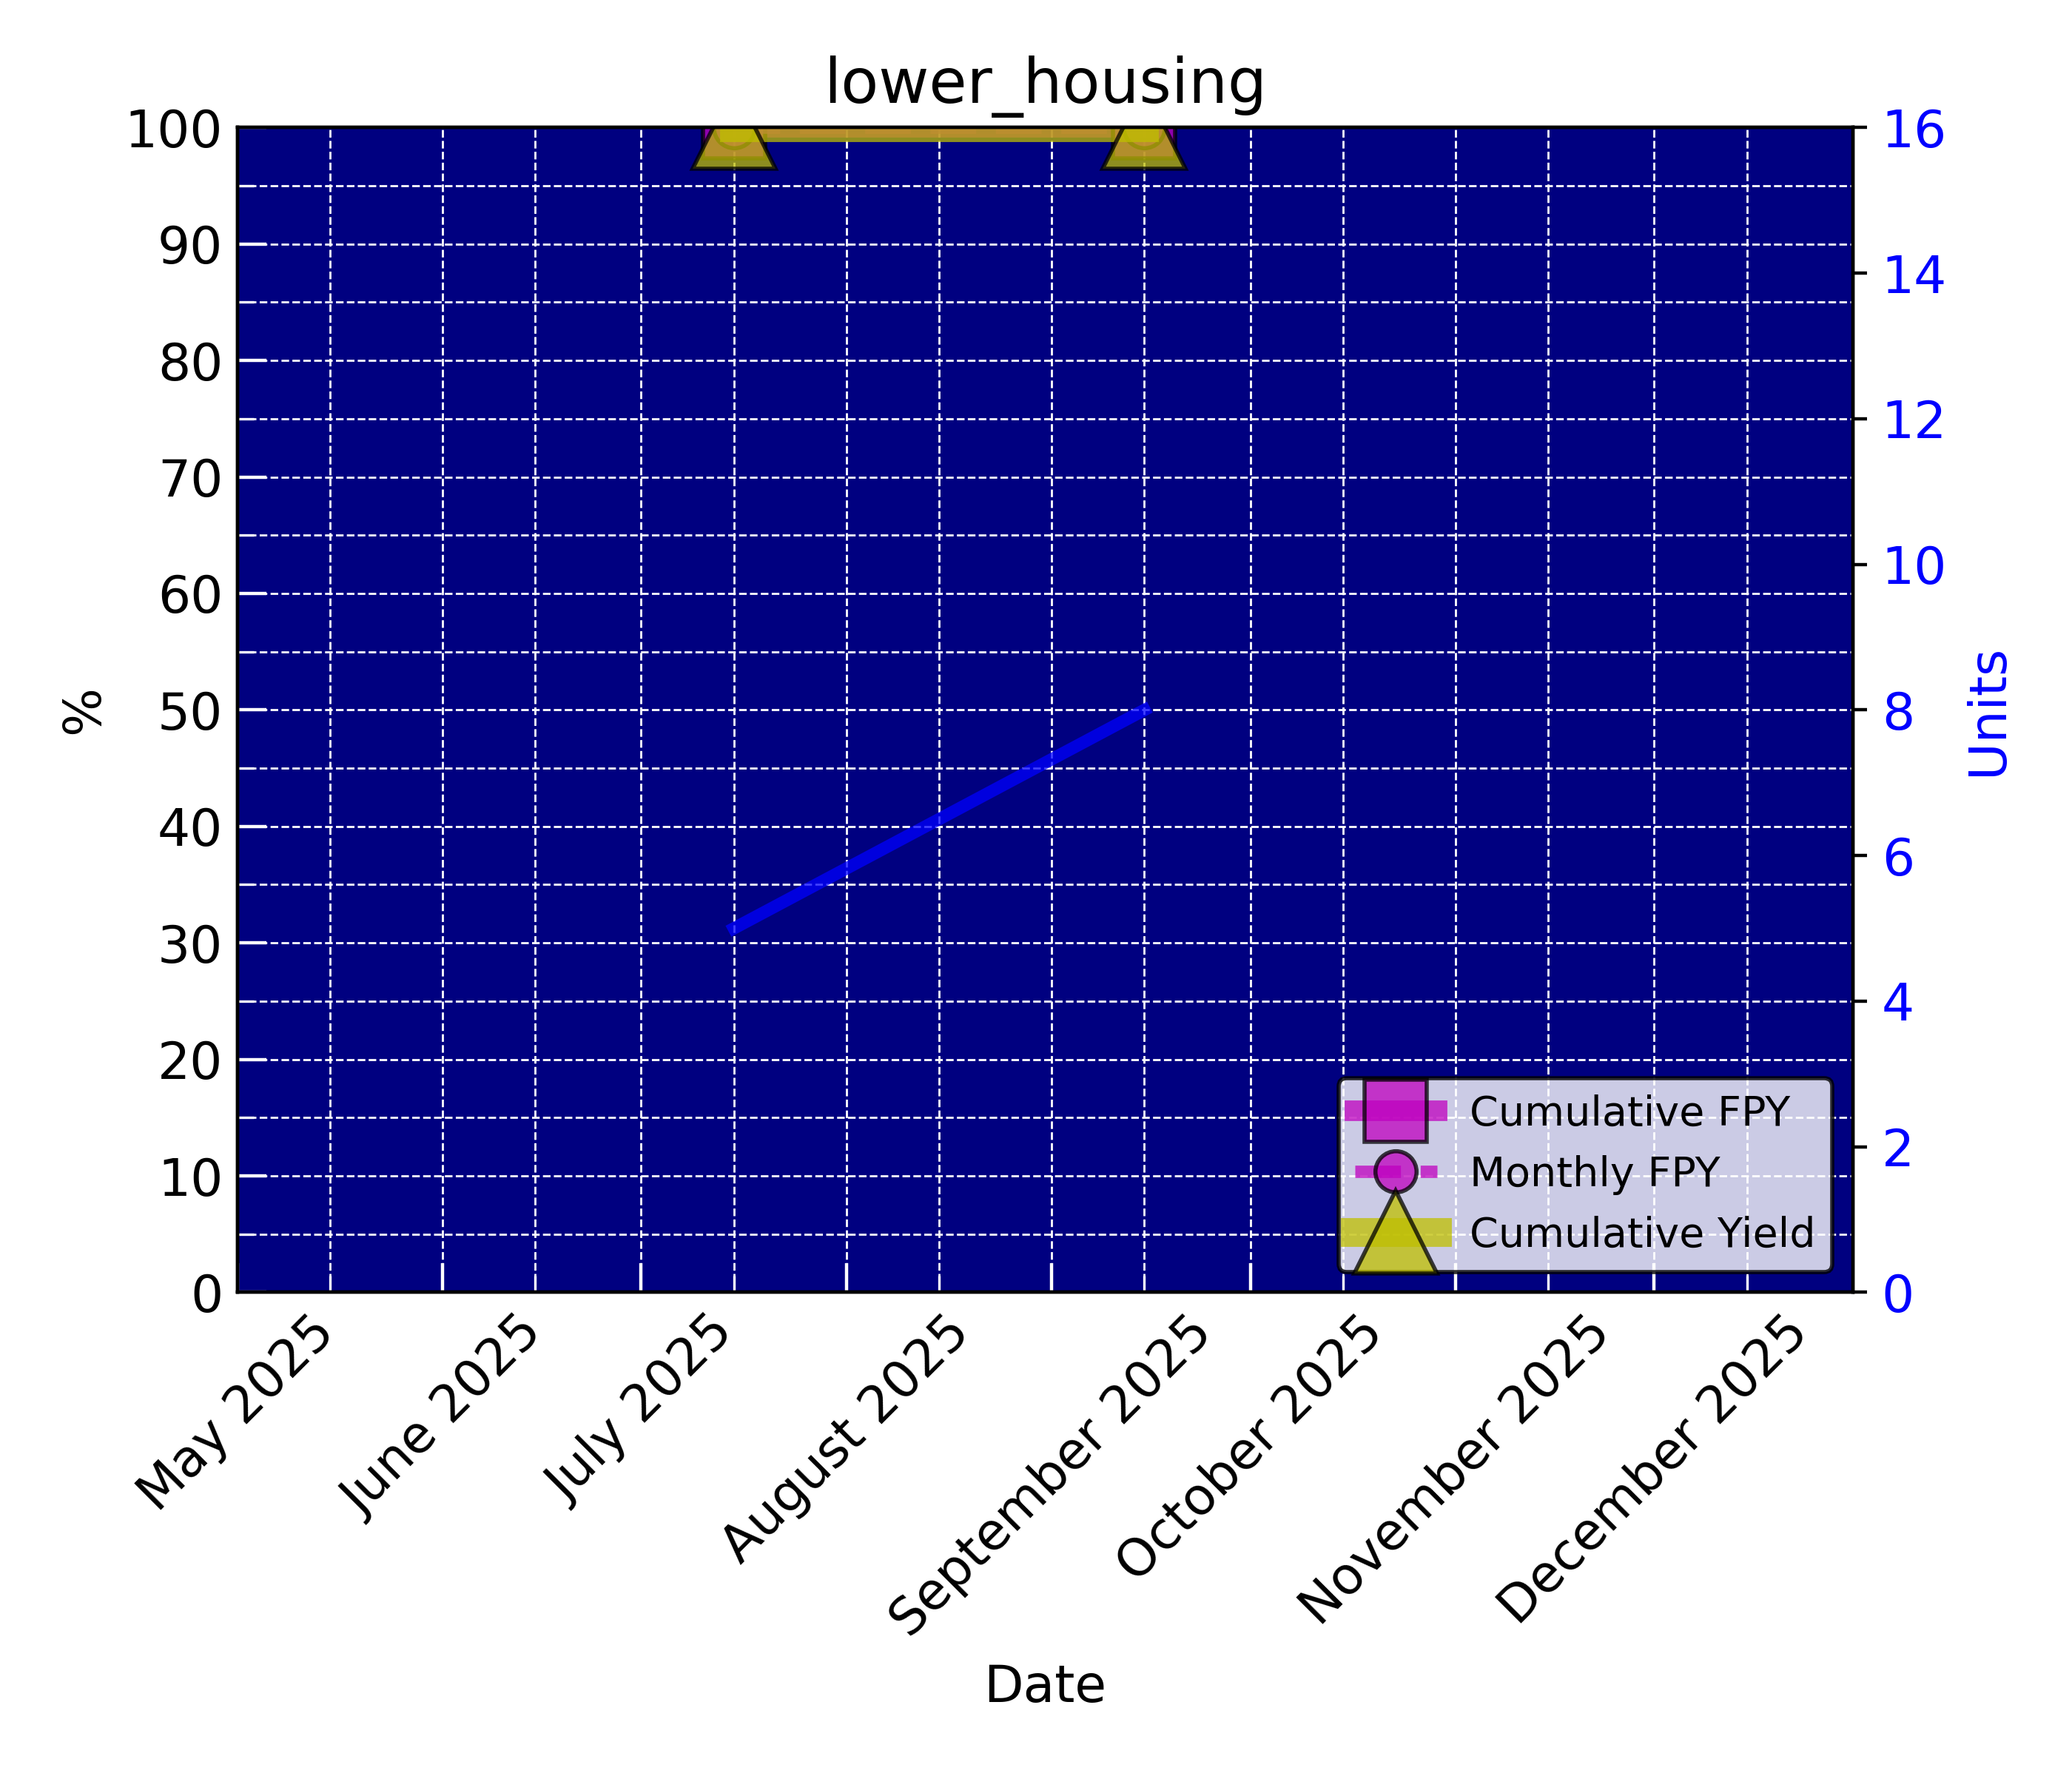 lower_housing
100
90
80
70
60
50
40
30
20
10
0
%
16
14
12
10
8
6
4
2
0
Units
Cumulative FPY
Monthly FPY
Cumulative Yield
May 2025
June 2025
July 2025
August 2025
September 2025
October 2025
November 2025
December 2025
Date